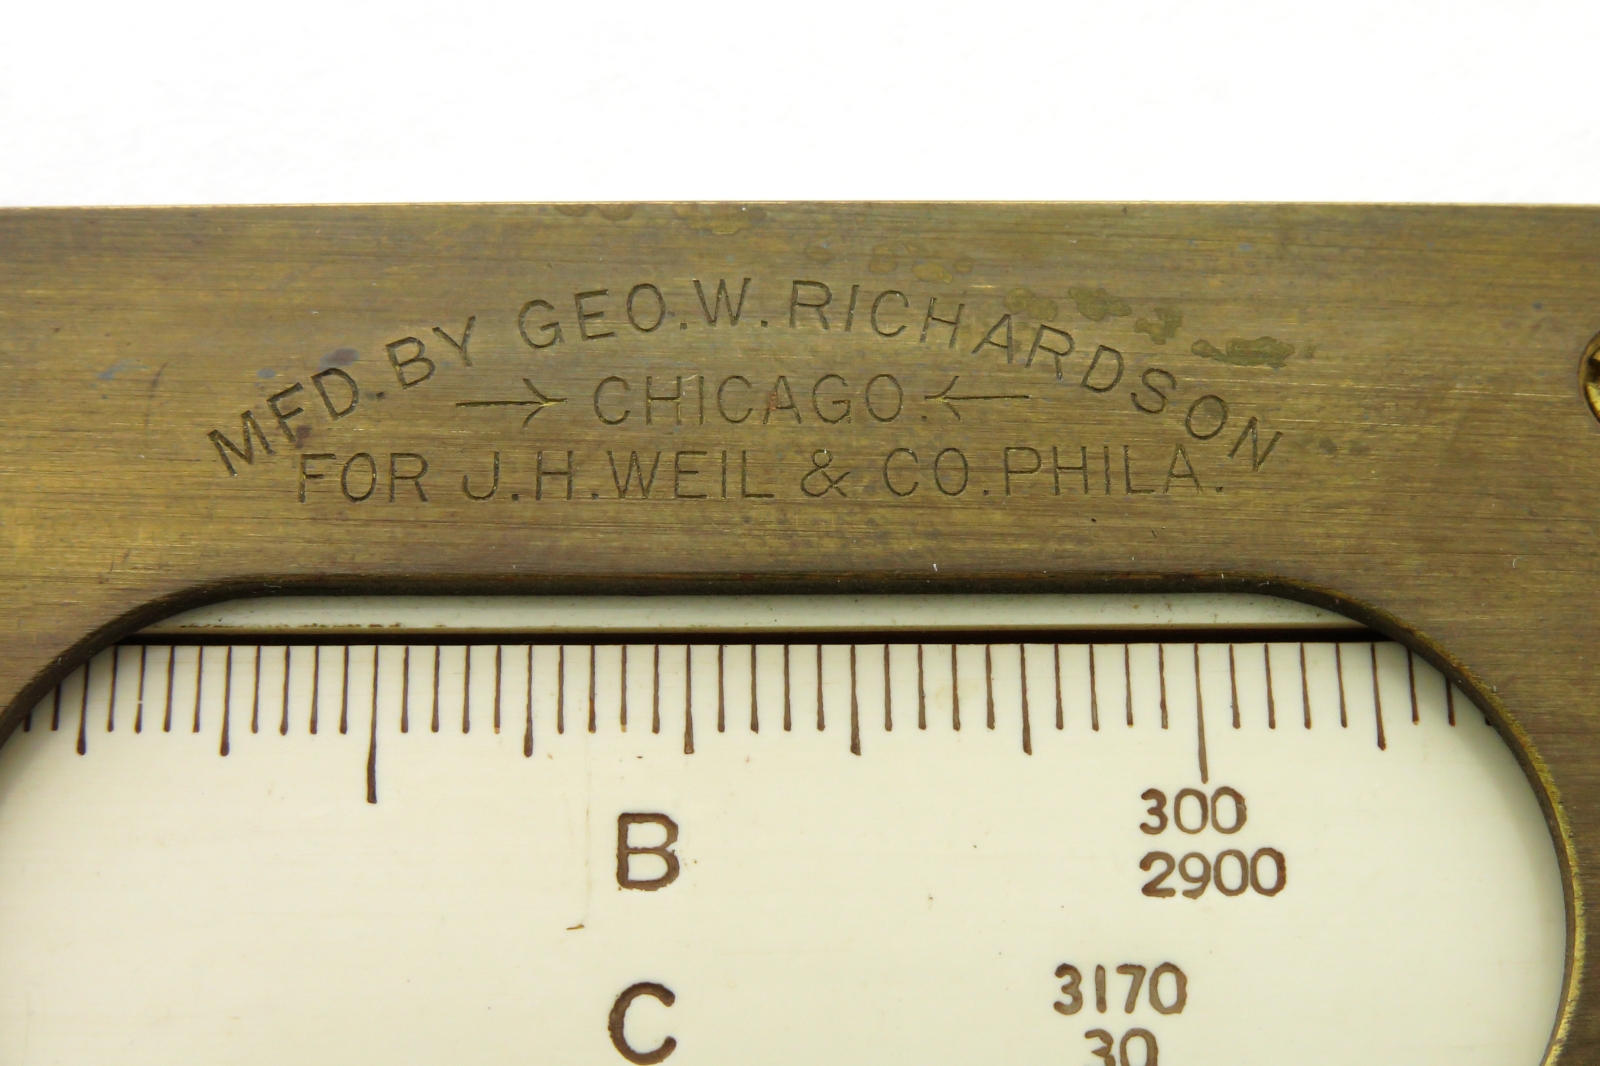 MFD. BY GEO. W. RICHARDSON
CHICAGO.
FOR J. H. WEIL & CO. PHILA.
B
300
2900
C
3170
30